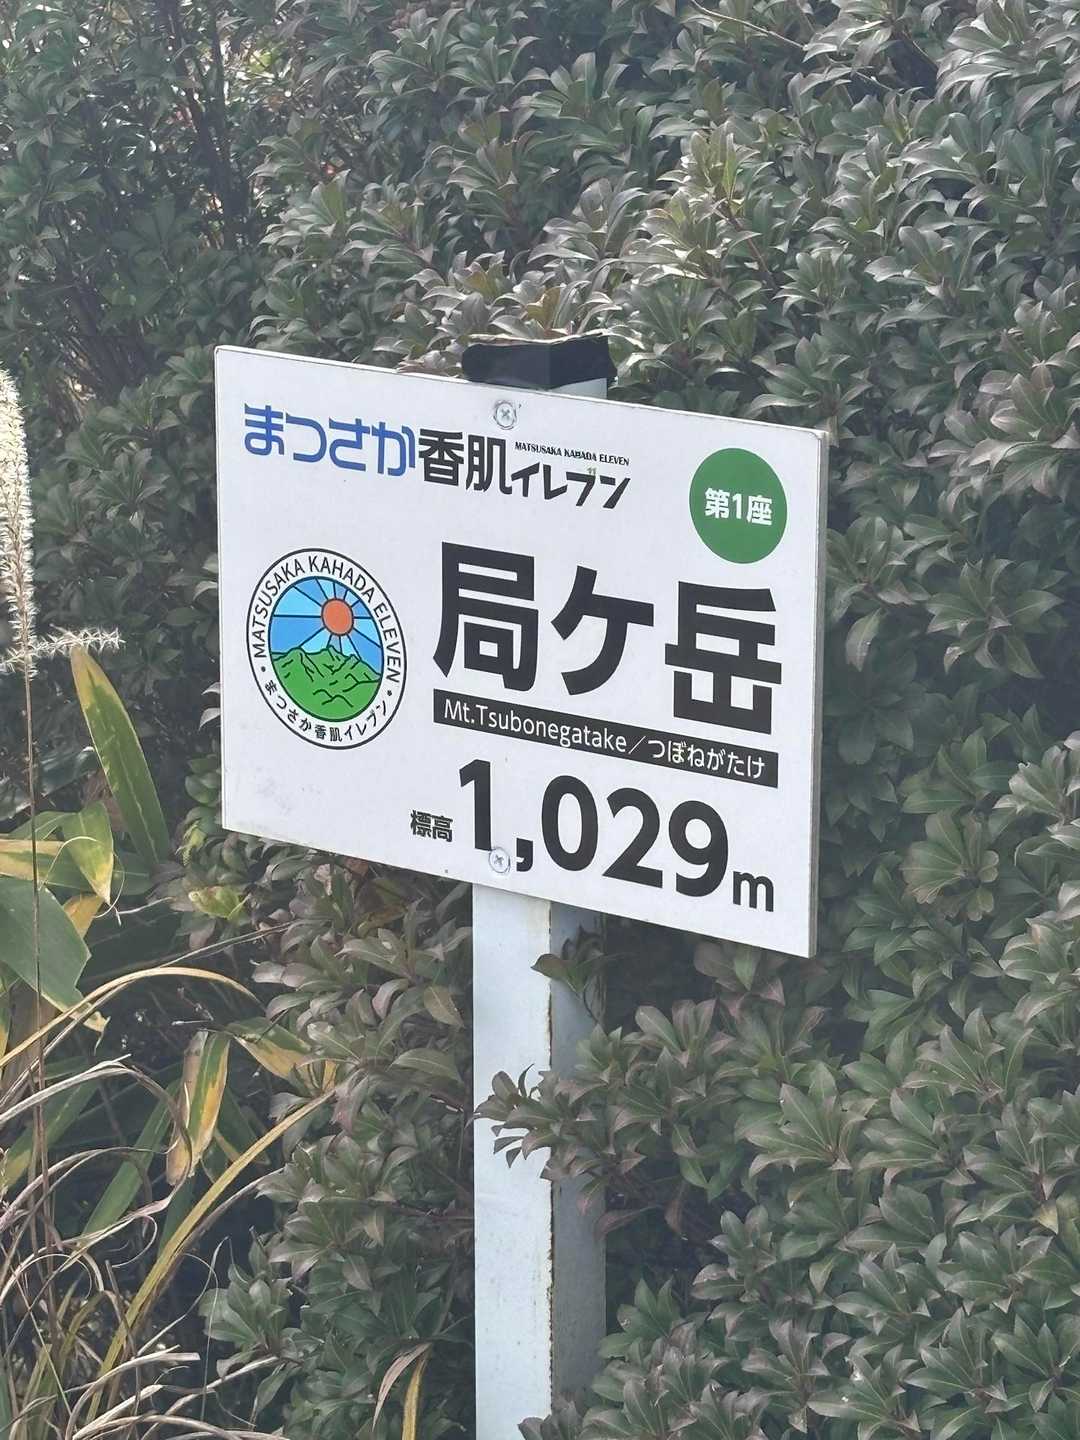 まつさか香肌イレブン
MATSUSAKA KAHADA ELEVEN
第1座
MATSUSAKA KAHADA ELEVEN
まつさか香肌イレブン
局ヶ岳
Mt.Tsubonegatake／つぼねがたけ
標高 1,029m